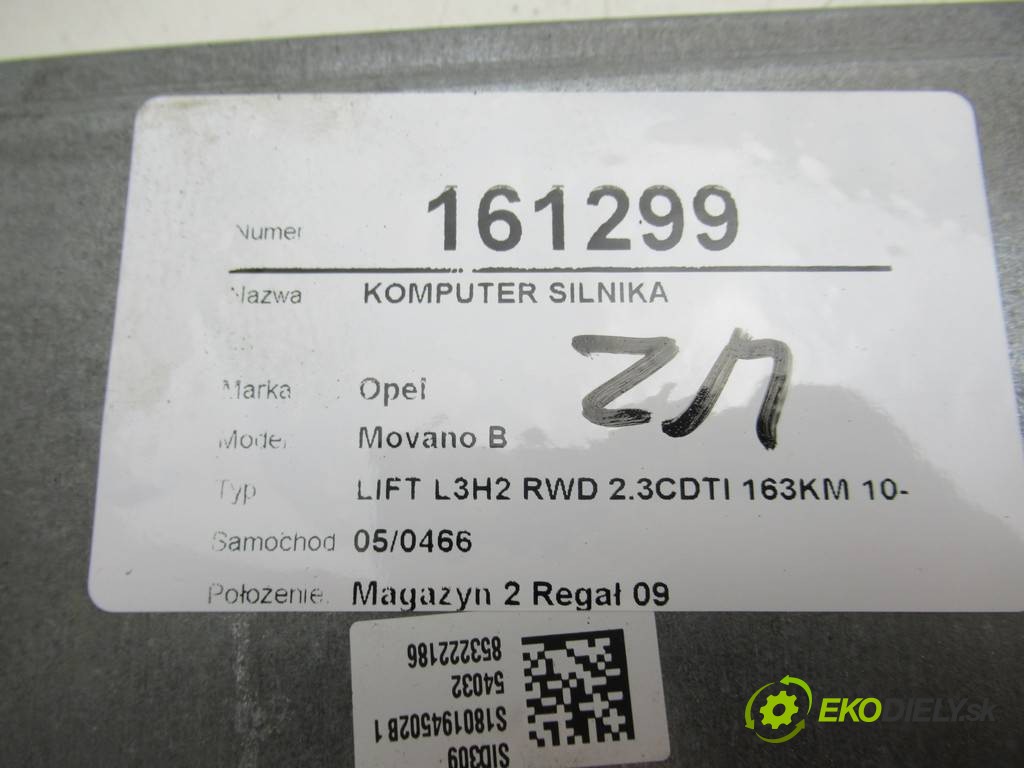 Numer 161299
Nazwa KOMPUTER SILNIKA
Marka Opel
Model Movano B
Typ LIFT L3H2 RWD 2.3CDTI 163KM 10-
Samochod 05/0466
Położenie Magazyn 2 Regał 09
SID309
S180194502B 1
54032
853222186
EKODIELY.sk